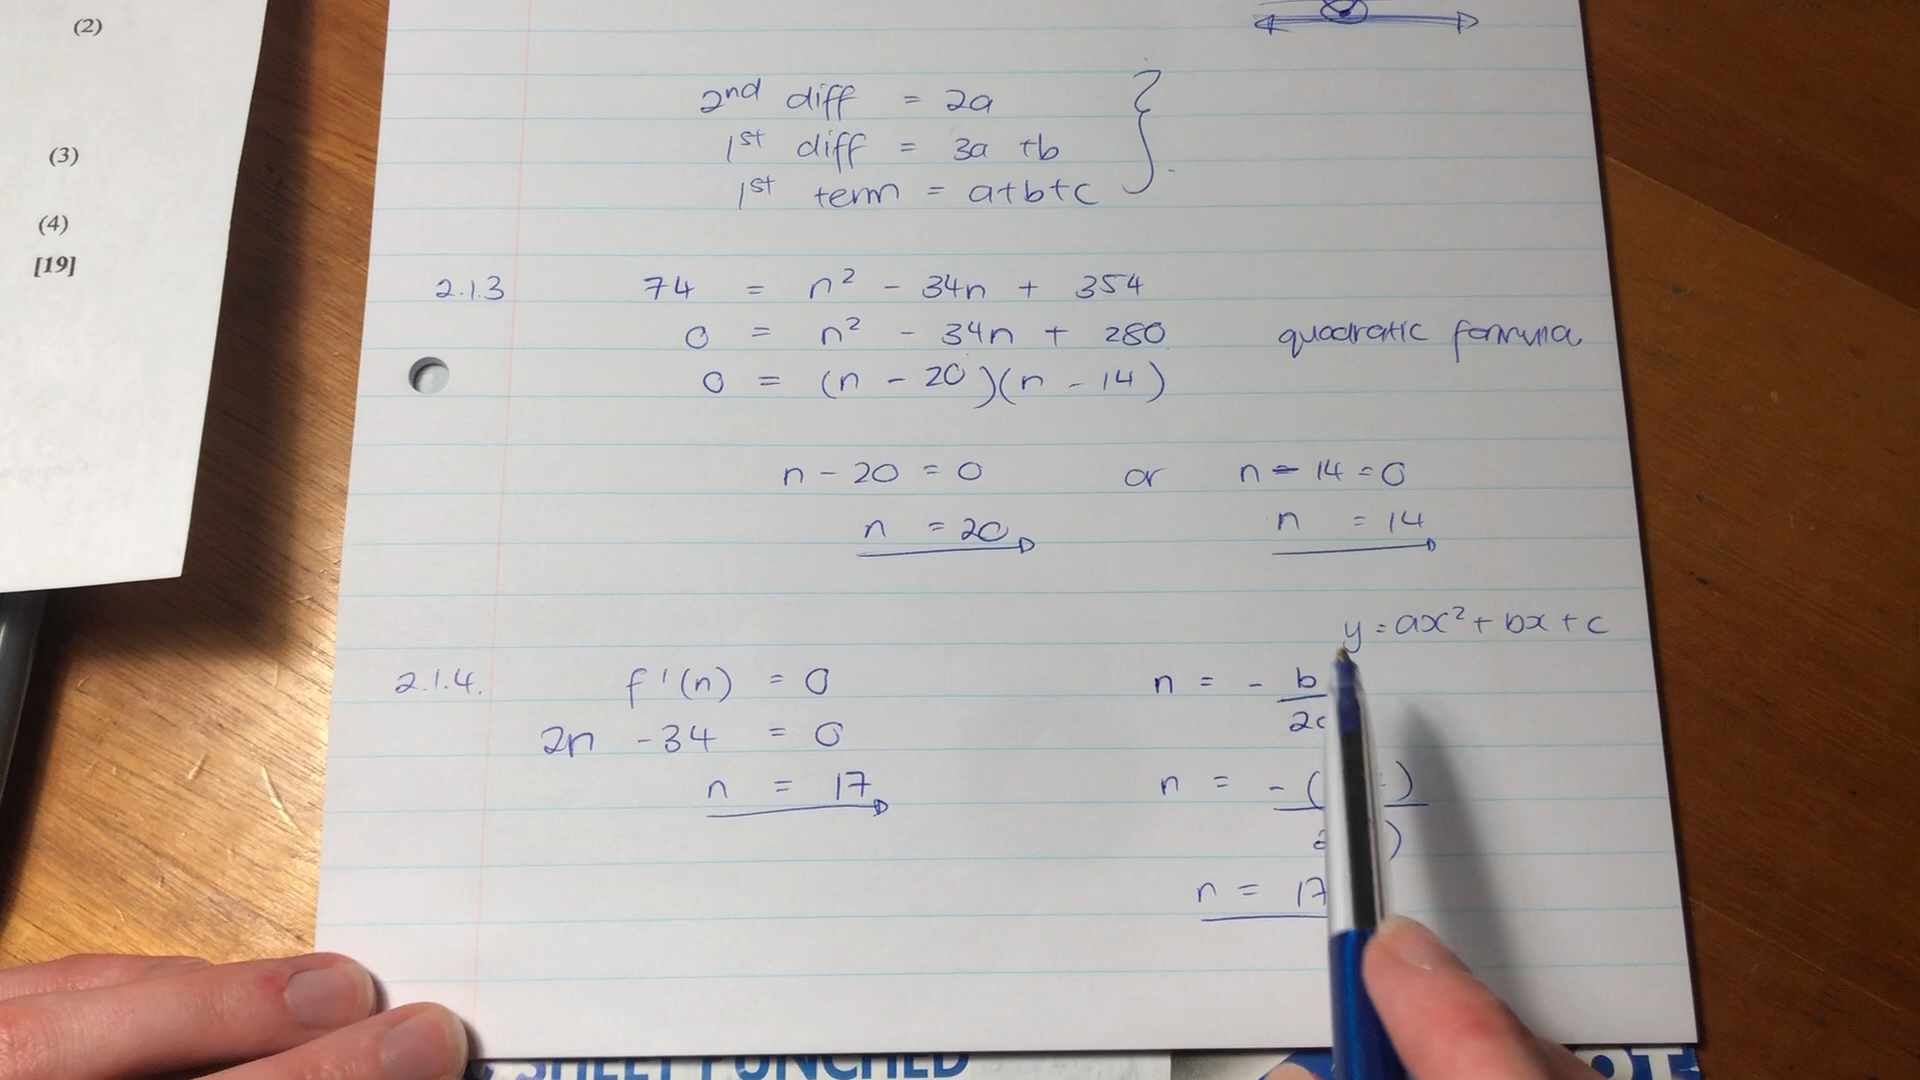 (2)
(3)
(4)
[19]
2nd diff = 2a
1st diff = 3a + b
1st term = a+b+c
2.1.3 74 = n² - 34n + 354
0 = n² - 34n + 280 quadratic formula
0 = (n - 20)(n - 14)
n - 20 = 0 or n - 14 = 0
n = 20 n = 14
y = ax² + bx + c
2.1.4. f'(n) = 0 n = - b
2n - 34 = 0
n = 17 n = - ( )
n = 17
SHEET PUNCHED